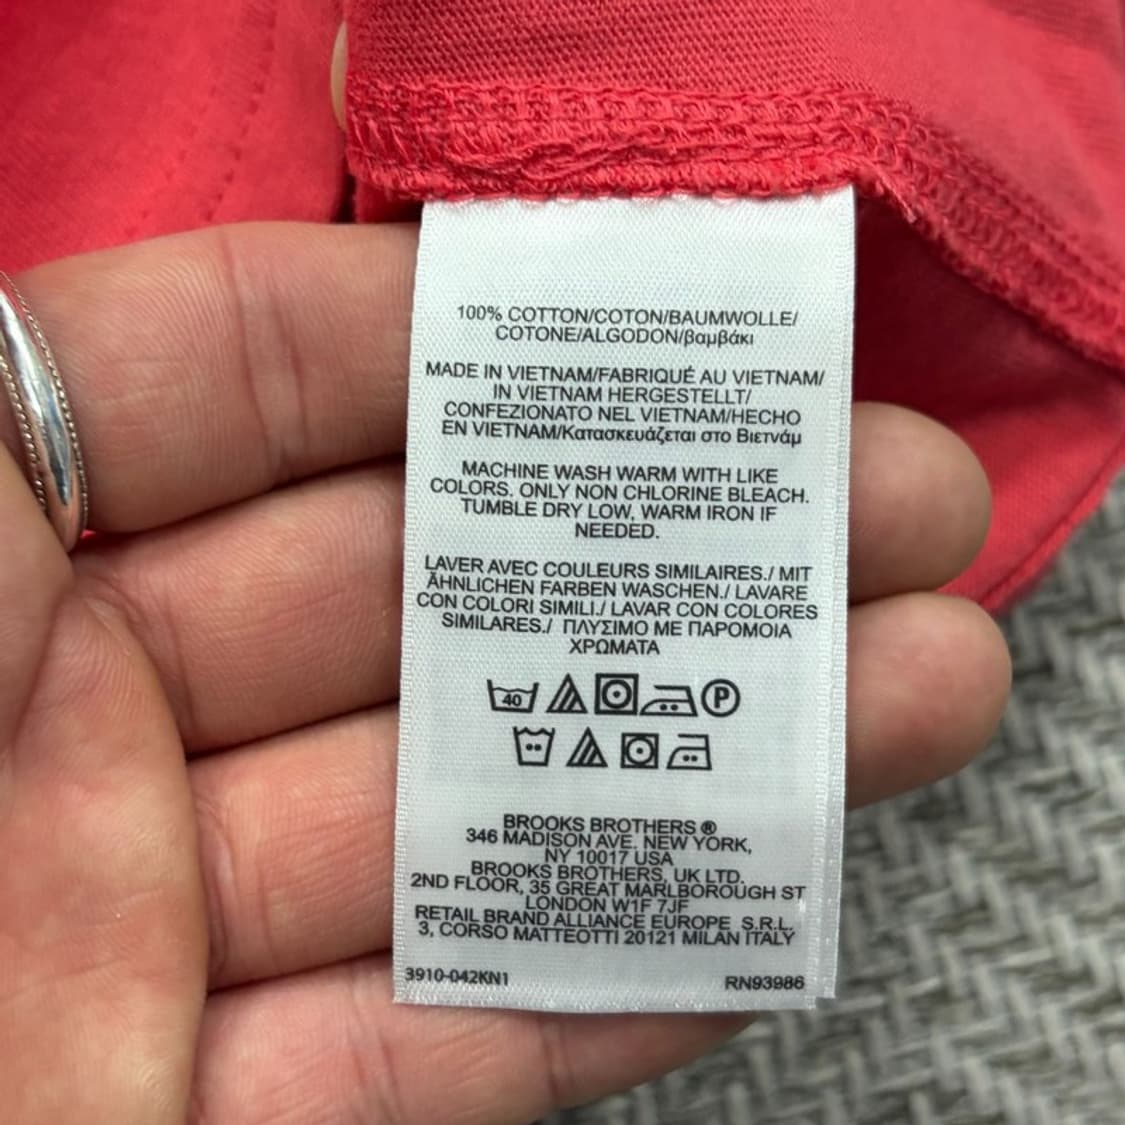 100% COTTON/COTON/BAUMWOLLE/
COTONE/ALGODON/βαμβάκι
MADE IN VIETNAM/FABRIQUÉ AU VIETNAM/
IN VIETNAM HERGESTELLT/
CONFEZIONATO NEL VIETNAM/HECHO
EN VIETNAM/Κατασκευάζεται στο Βιετνάμ
MACHINE WASH WARM WITH LIKE
COLORS. ONLY NON CHLORINE BLEACH.
TUMBLE DRY LOW, WARM IRON IF
NEEDED.
LAVER AVEC COULEURS SIMILAIRES./ MIT
ÄHNLICHEN FARBEN WASCHEN./ LAVARE
CON COLORI SIMILI./ LAVAR CON COLORES
SIMILARES./ ΠΛΥΣΙΜΟ ΜΕ ΠΑΡΟΜΟΙΑ
ΧΡΩΜΑΤΑ
40 P
BROOKS BROTHERS ®
346 MADISON AVE. NEW YORK,
NY 10017 USA
BROOKS BROTHERS, UK LTD.
2ND FLOOR, 35 GREAT MARLBOROUGH ST
LONDON W1F 7JF
RETAIL BRAND ALLIANCE EUROPE S.R.L.
3, CORSO MATTEOTTI 20121 MILAN ITALY
3910-042KN1 RN93986